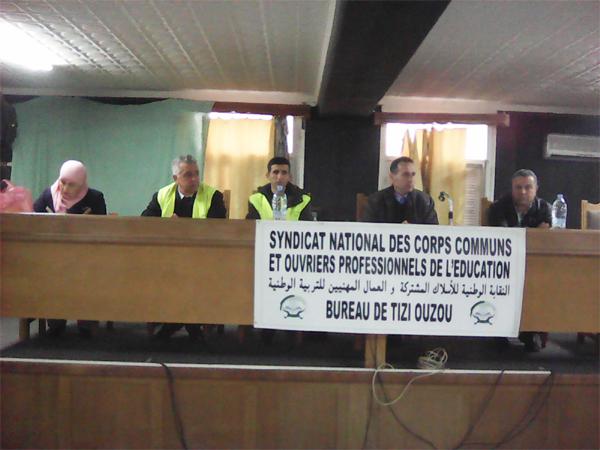 SYNDICAT NATIONAL DES CORPS COMMUNS
ET OUVRIERS PROFESSIONNELS DE L'EDUCATION
النقابة الوطنية للأسلاك المشتركة و العمال المهنيين للتربية الوطنية
BUREAU DE TIZI OUZOU